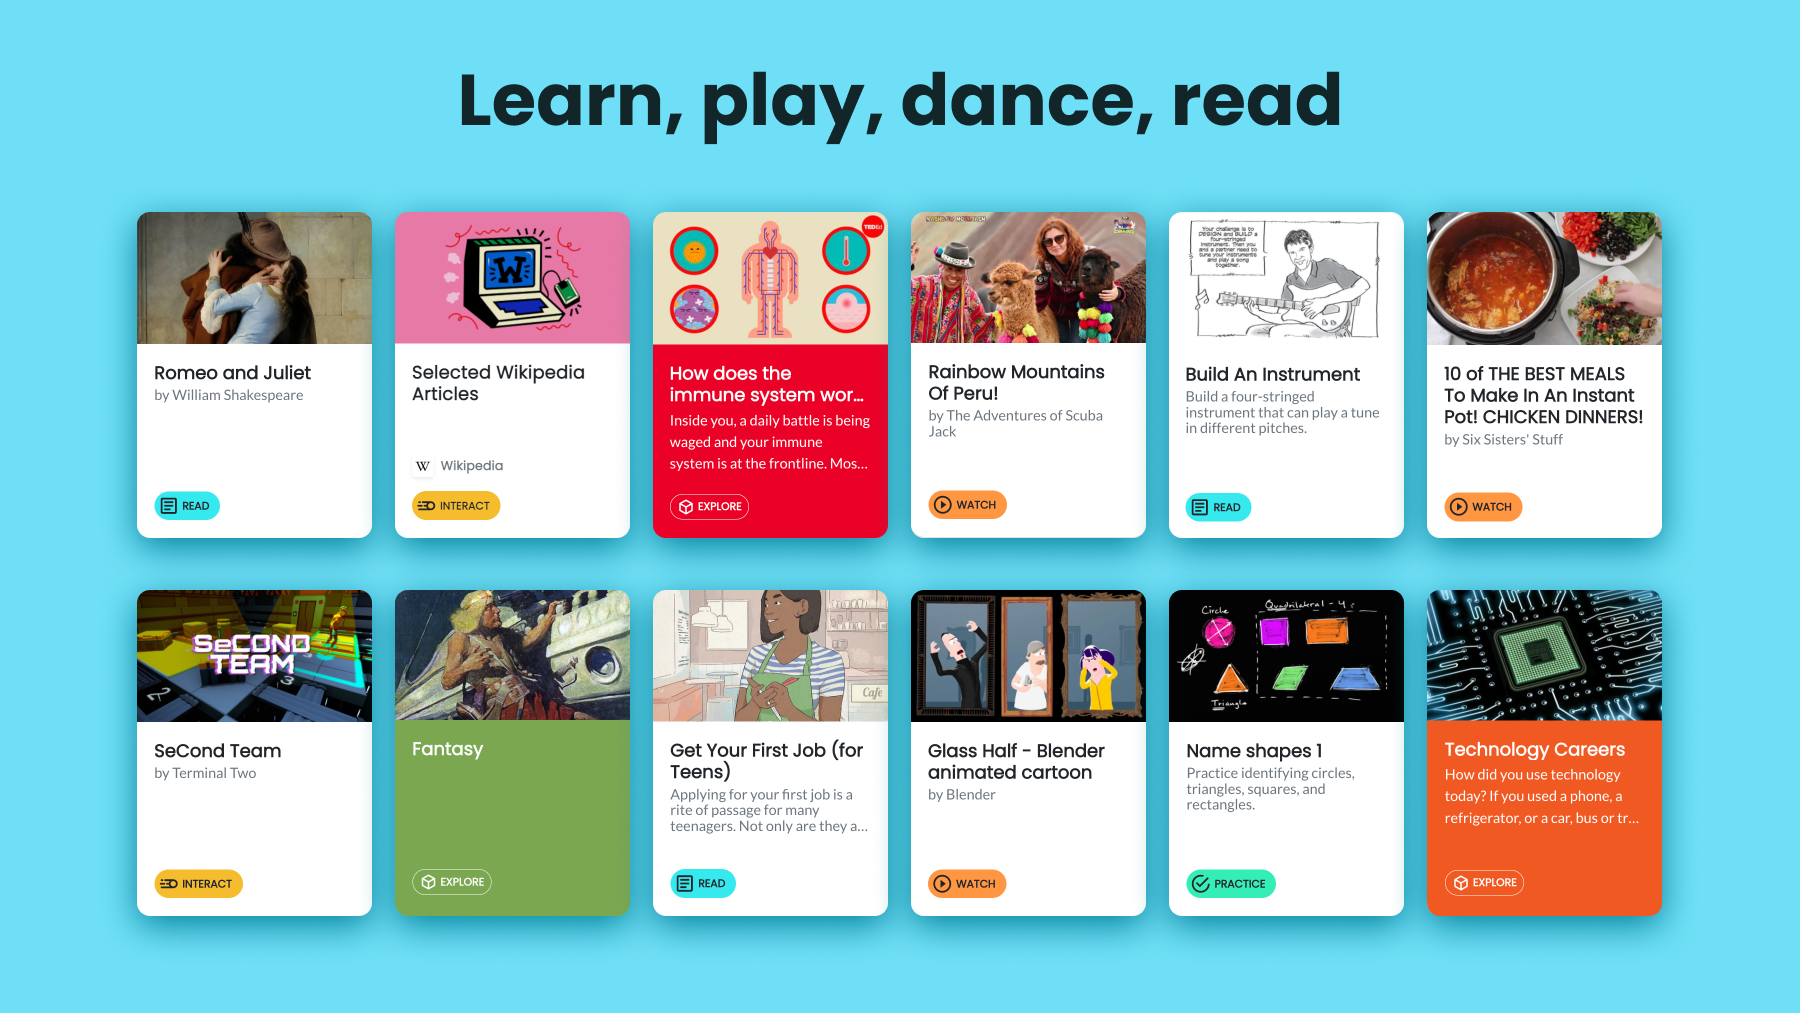 Learn, play, dance, read
Romeo and Juliet
by William Shakespeare
READ
W
Selected Wikipedia
Articles
W Wikipedia
INTERACT
TEDEd
How does the
immune system wor...
Inside you, a daily battle is being
waged and your immune
system is at the frontline. Mos...
EXPLORE
Rainbow Mountains
Of Peru!
by The Adventures of Scuba
Jack
WATCH
Your challenge is to
DESIGN and BUILD a
four-stringed
instrument. Then you
and a partner need to
tune your instruments
and play a song
together.
Build An Instrument
Build a four-stringed
instrument that can play a tune
in different pitches.
READ
10 of THE BEST MEALS
To Make In An Instant
Pot! CHICKEN DINNERS!
by Six Sisters' Stuff
WATCH
SeCOND
TEAM
2
3
SeCond Team
by Terminal Two
INTERACT
Fantasy
EXPLORE
Cafe
Get Your First Job (for
Teens)
Applying for your first job is a
rite of passage for many
teenagers. Not only are they a...
READ
Glass Half - Blender
animated cartoon
by Blender
WATCH
Circle
Quadrilateral - 4 s
Triangle
Name shapes 1
Practice identifying circles,
triangles, squares, and
rectangles.
PRACTICE
Technology Careers
How did you use technology
today? If you used a phone, a
refrigerator, or a car, bus or tr...
EXPLORE